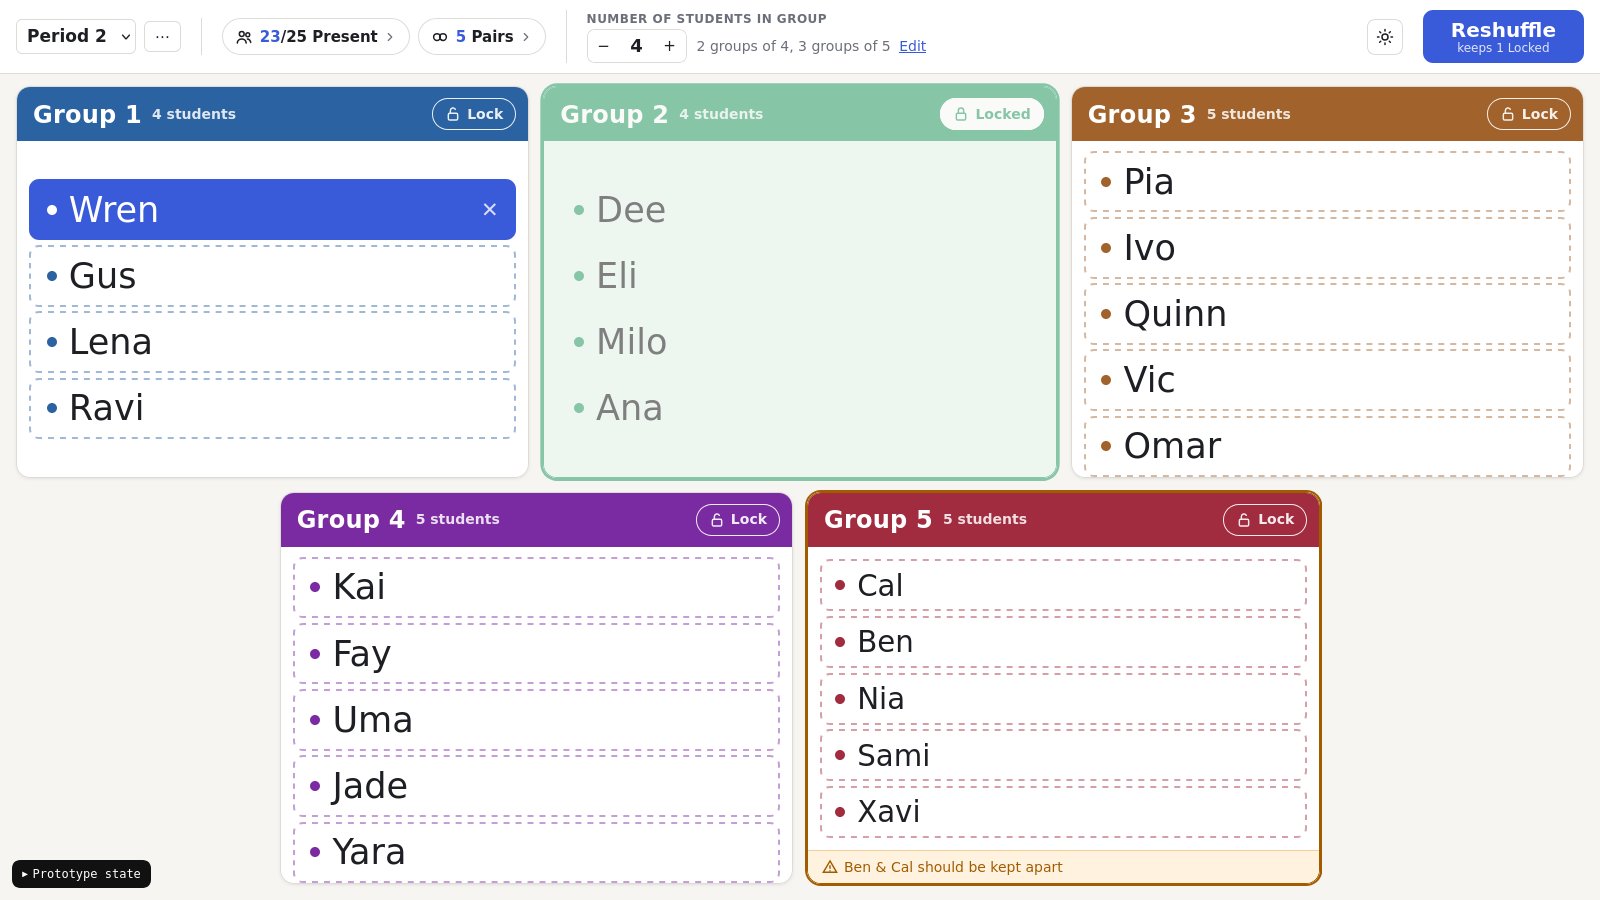 Period 2
...
23/25 Present
5 Pairs
NUMBER OF STUDENTS IN GROUP
− 4 +
2 groups of 4, 3 groups of 5 Edit
Reshuffle
keeps 1 Locked
Group 1 4 students Lock
Wren ×
Gus
Lena
Ravi
Group 2 4 students Locked
Dee
Eli
Milo
Ana
Group 3 5 students Lock
Pia
Ivo
Quinn
Vic
Omar
Group 4 5 students Lock
Kai
Fay
Uma
Jade
Yara
Group 5 5 students Lock
Cal
Ben
Nia
Sami
Xavi
Ben & Cal should be kept apart
Prototype state